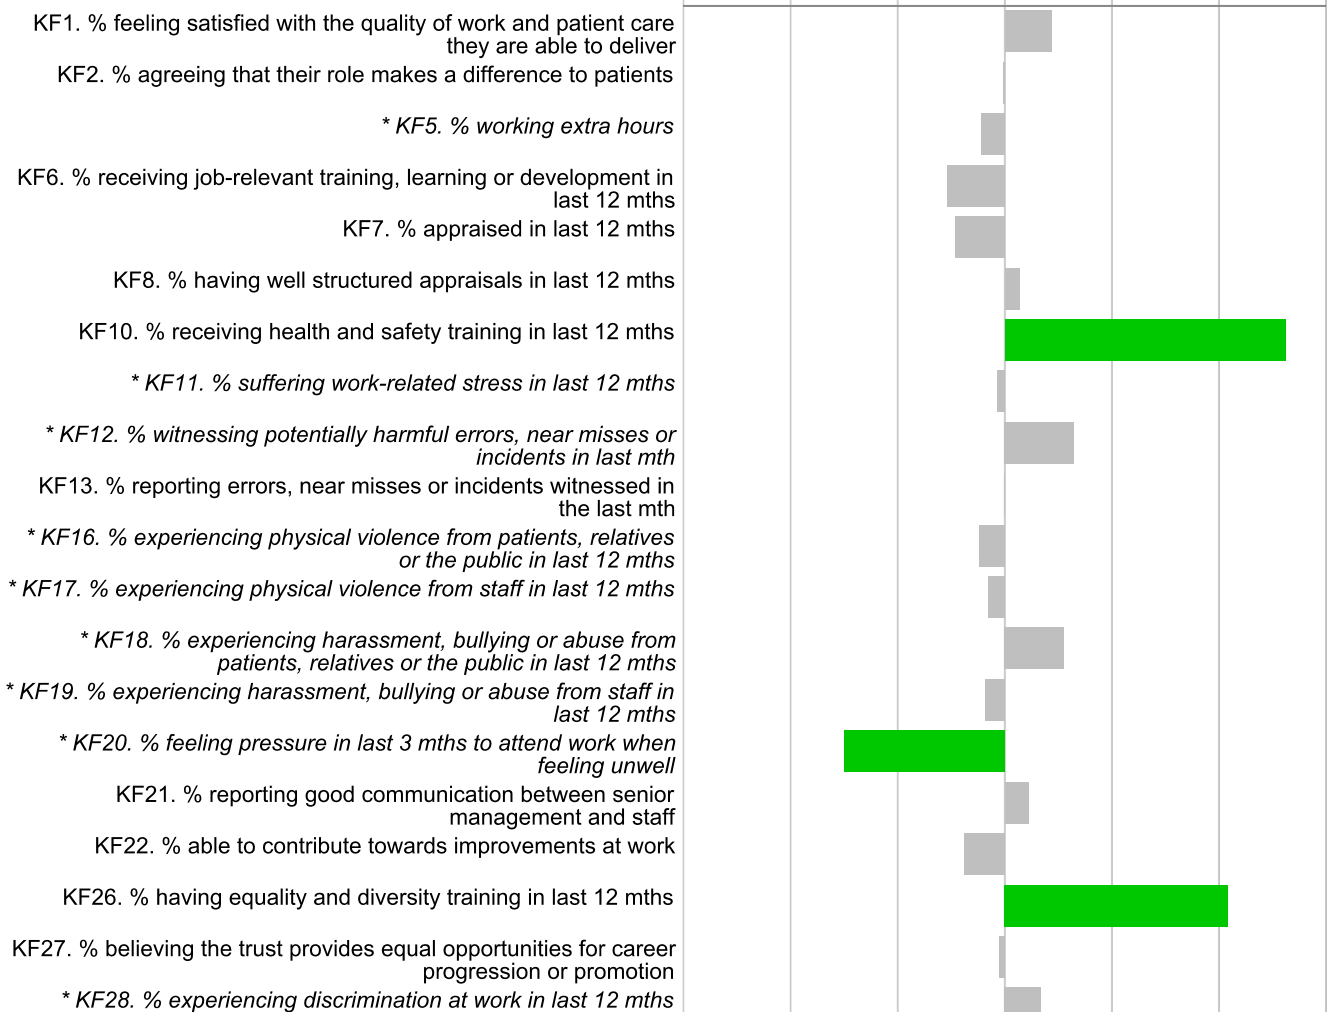 KF1. % feeling satisfied with the quality of work and patient care
they are able to deliver
KF2. % agreeing that their role makes a difference to patients
* KF5. % working extra hours
KF6. % receiving job-relevant training, learning or development in
last 12 mths
KF7. % appraised in last 12 mths
KF8. % having well structured appraisals in last 12 mths
KF10. % receiving health and safety training in last 12 mths
* KF11. % suffering work-related stress in last 12 mths
* KF12. % witnessing potentially harmful errors, near misses or
incidents in last mth
KF13. % reporting errors, near misses or incidents witnessed in
the last mth
* KF16. % experiencing physical violence from patients, relatives
or the public in last 12 mths
* KF17. % experiencing physical violence from staff in last 12 mths
* KF18. % experiencing harassment, bullying or abuse from
patients, relatives or the public in last 12 mths
* KF19. % experiencing harassment, bullying or abuse from staff in
last 12 mths
* KF20. % feeling pressure in last 3 mths to attend work when
feeling unwell
KF21. % reporting good communication between senior
management and staff
KF22. % able to contribute towards improvements at work
KF26. % having equality and diversity training in last 12 mths
KF27. % believing the trust provides equal opportunities for career
progression or promotion
* KF28. % experiencing discrimination at work in last 12 mths